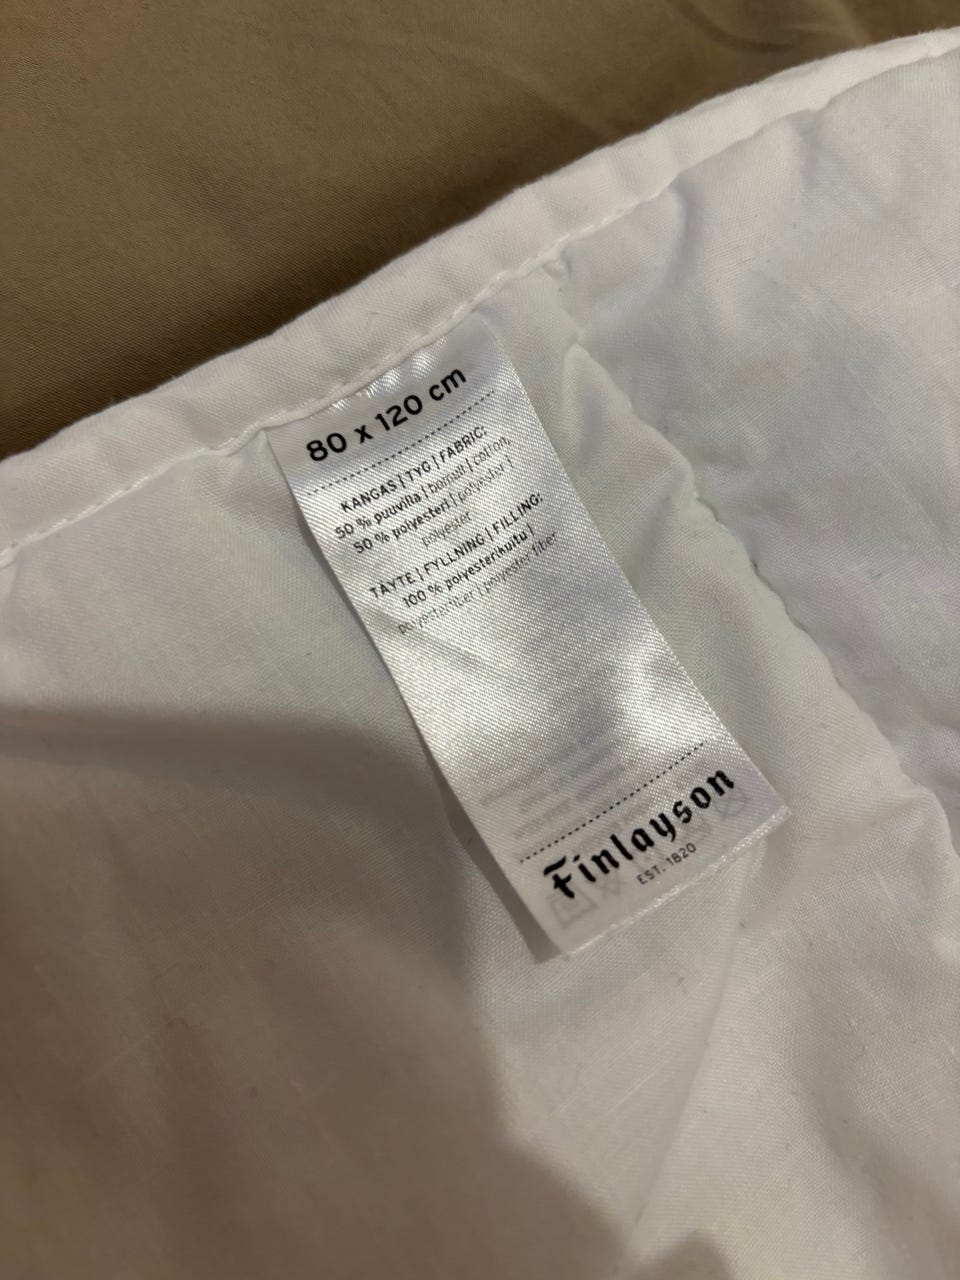 80 x 120 cm
KANGAS | TYG | FABRIC:
50 % puuvilla | bomull | cotton,
50 % polyesteri | polyester |
polyester
TÄYTE | FYLLNING | FILLING:
100 % polyesterikuitu |
polyesterfiber | polyester fiber
Finlayson
EST. 1820